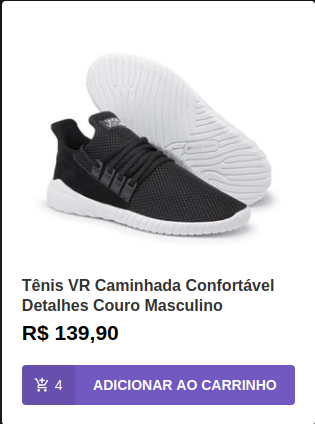 Tênis VR Caminhada Confortável
Detalhes Couro Masculino
R$ 139,90
4 ADICIONAR AO CARRINHO